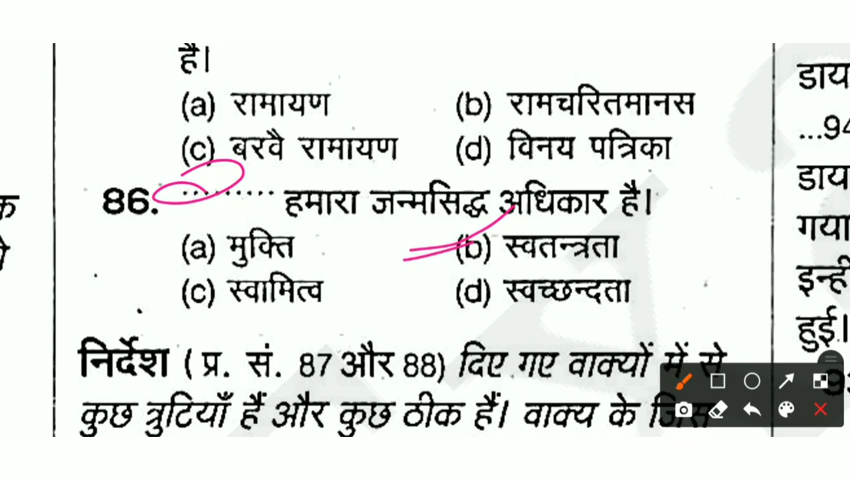 है।
(a) रामायण (b) रामचरितमानस
(c) बरवै रामायण (d) विनय पत्रिका
86. .......... हमारा जन्मसिद्ध अधिकार है।
(a) मुक्ति (b) स्वतन्त्रता
(c) स्वामित्व (d) स्वच्छन्दता
निर्देश ( प्र. सं. 87 और 88) दिए गए वाक्यों में से
कुछ त्रुटियाँ हैं और कुछ ठीक हैं। वाक्य के जिस
डाय
...94
डाय
गया
इन्ही
हुई।